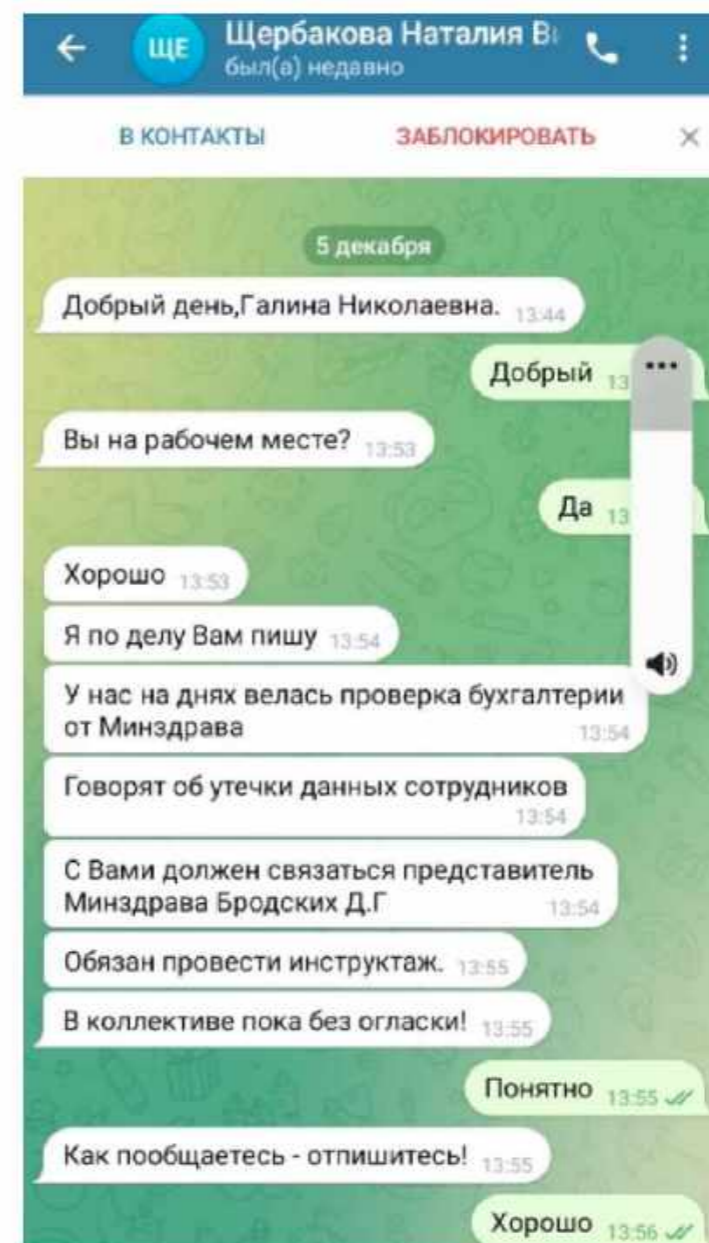 ЩЕ
Щербакова Наталия В
был(а) недавно
В КОНТАКТЫ
ЗАБЛОКИРОВАТЬ
5 декабря
Добрый день,Галина Николаевна. 13:44
Добрый 13
Вы на рабочем месте? 13:53
Да 13
Хорошо 13:53
Я по делу Вам пишу 13:54
У нас на днях велась проверка бухгалтерии
от Минздрава 13:54
Говорят об утечки данных сотрудников
13:54
С Вами должен связаться представитель
Минздрава Бродских Д.Г 13:54
Обязан провести инструктаж. 13:55
В коллективе пока без огласки! 13:55
Понятно 13:55
Как пообщаетесь - отпишитесь! 13:55
Хорошо 13:56